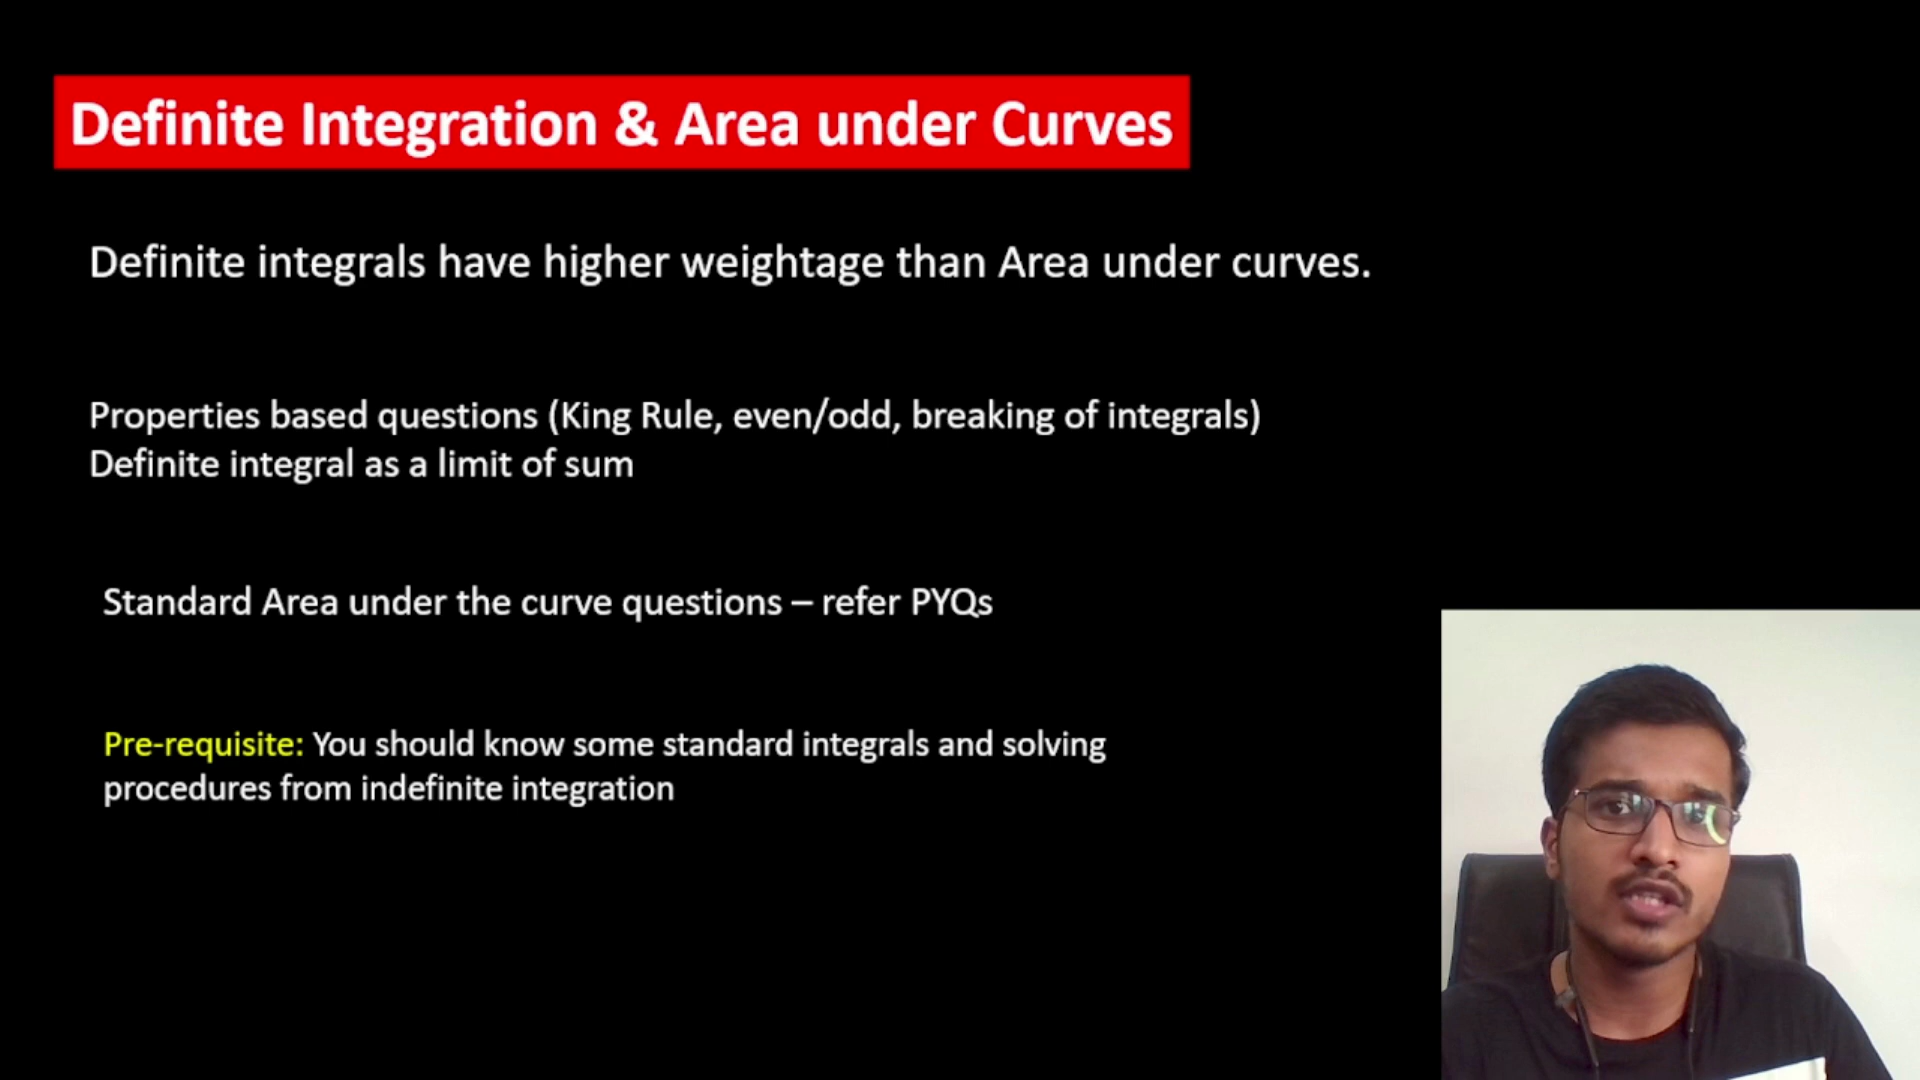 Definite Integration & Area under Curves
Definite integrals have higher weightage than Area under curves.
Properties based questions (King Rule, even/odd, breaking of integrals)
Definite integral as a limit of sum
Standard Area under the curve questions – refer PYQs
Pre-requisite: You should know some standard integrals and solving
procedures from indefinite integration